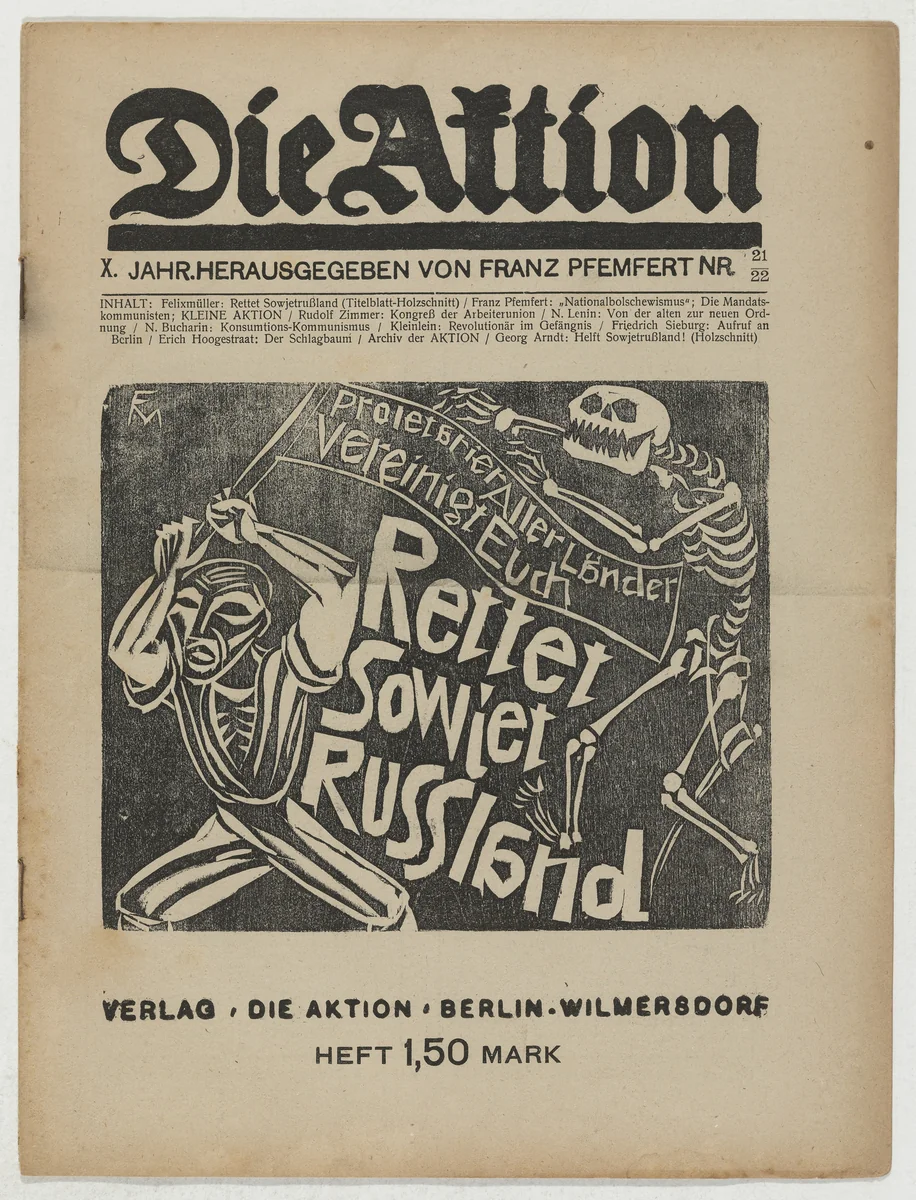 Die Aktion
X. JAHR. HERAUSGEGEBEN VON FRANZ PFEMFERT NR. 21/22
INHALT: Felixmüller: Rettet Sowjetrußland (Titelblatt-Holzschnitt) / Franz Pfemfert: „Nationalbolschewismus“; Die Mandats-
kommunisten; KLEINE AKTION / Rudolf Zimmer: Kongreß der Arbeiterunion / N. Lenin: Von der alten zur neuen Ord-
nung / N. Bucharin: Konsumtions-Kommunismus / Kleinlein: Revolutionär im Gefängnis / Friedrich Sieburg: Aufruf an
Berlin / Erich Hoogestraat: Der Schlagbaum / Archiv der AKTION / Georg Arndt: Helft Sowjetrußland! (Holzschnitt)
FM
Proletarier Aller Länder
Vereinigt Euch
Rettet
Sowjet
Russland
VERLAG / DIE AKTION / BERLIN-WILMERSDORF
HEFT 1,50 MARK